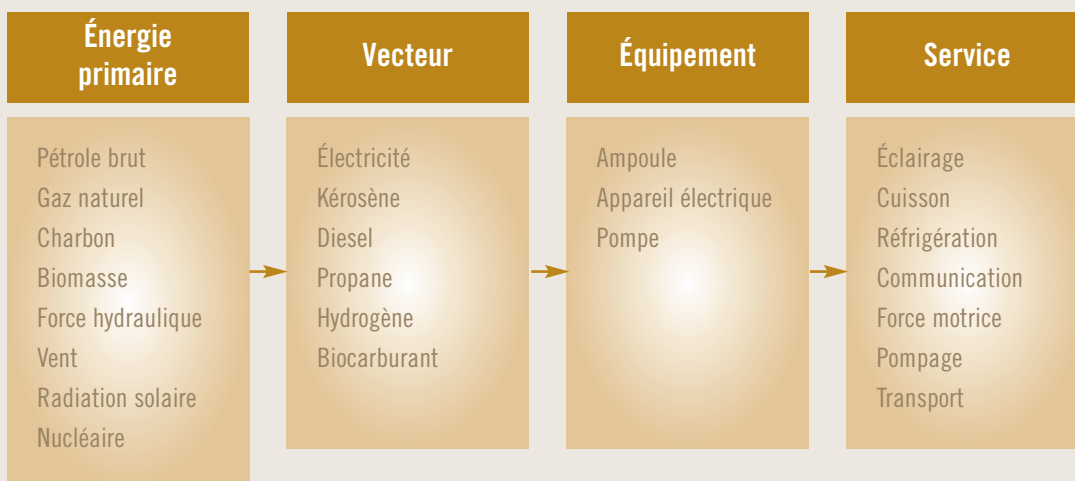 Énergie
primaire
Vecteur
Équipement
Service
Pétrole brut
Gaz naturel
Charbon
Biomasse
Force hydraulique
Vent
Radiation solaire
Nucléaire
Électricité
Kérosène
Diesel
Propane
Hydrogène
Biocarburant
Ampoule
Appareil électrique
Pompe
Éclairage
Cuisson
Réfrigération
Communication
Force motrice
Pompage
Transport